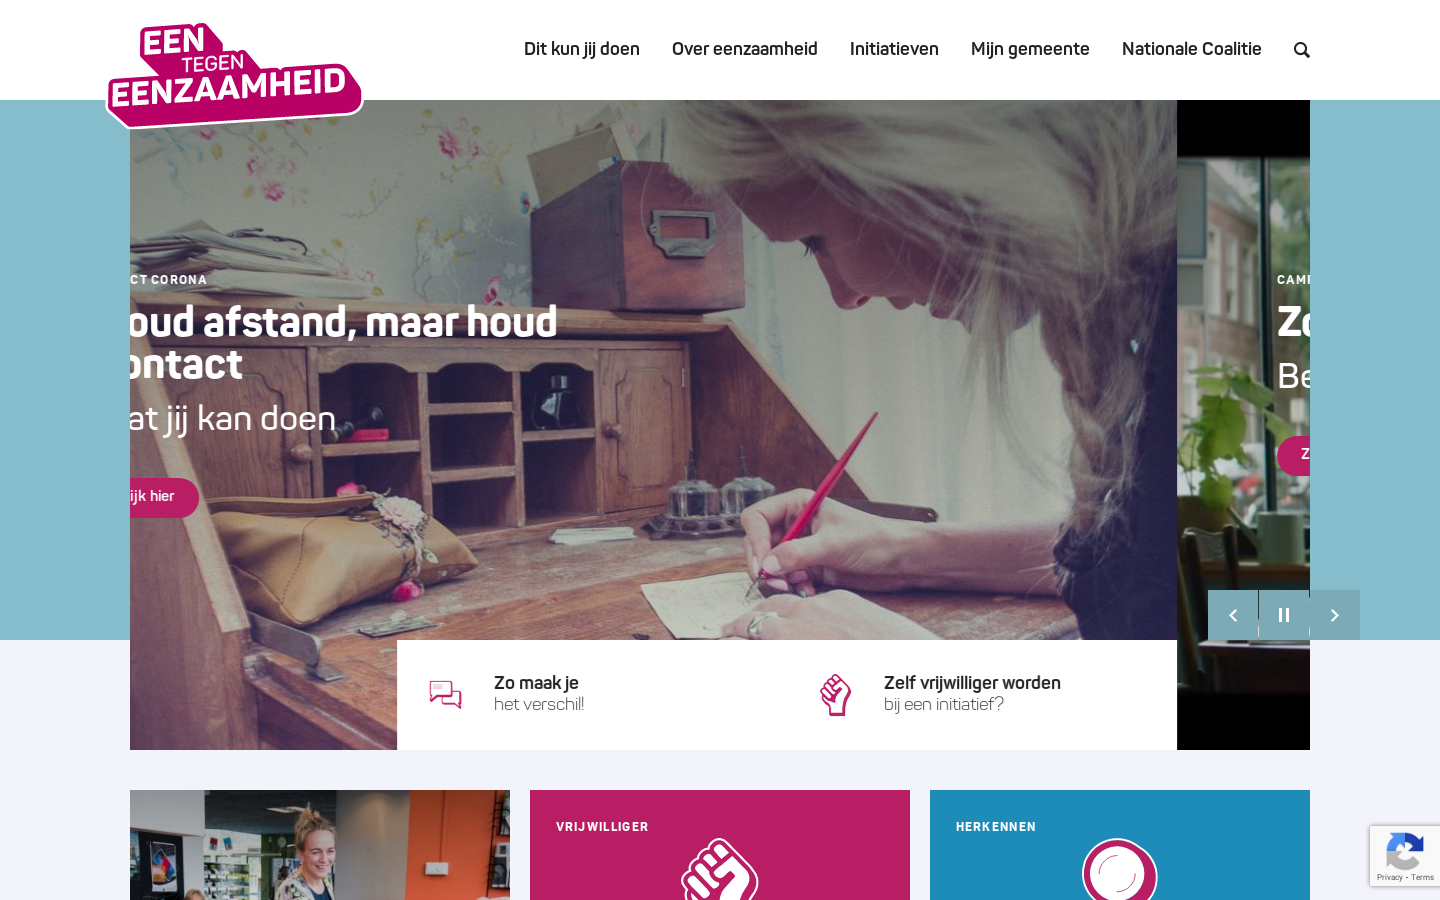 EEN
TEGEN
EENZAAMHEID
Dit kun jij doen
Over eenzaamheid
Initiatieven
Mijn gemeente
Nationale Coalitie
CT CORONA
oud afstand, maar houd
ontact
at jij kan doen
ijk hier
CAMP
Zo
Be
Z
Zo maak je
het verschil!
Zelf vrijwilliger worden
bij een initiatief?
VRIJWILLIGER
HERKENNEN
Privacy - Terms